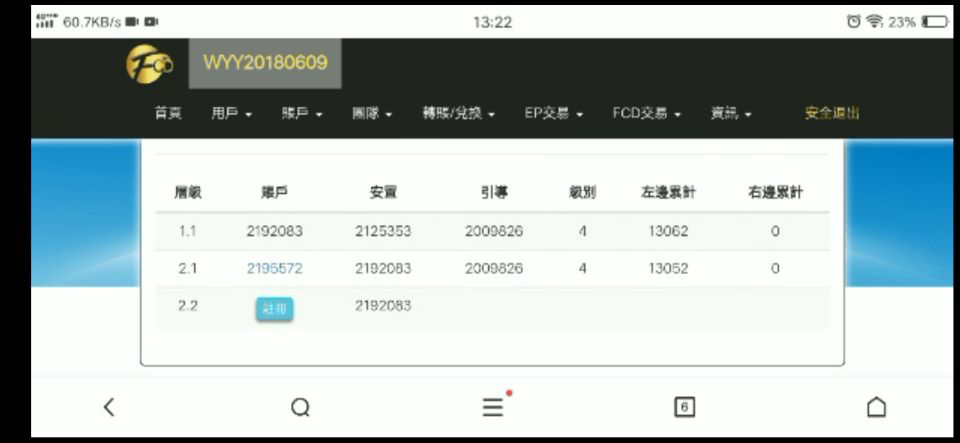 60.7KB/s 13:22 23%
FCD WYY20180609
首頁 用戶 賬戶 團隊 轉賬/兌換 EP交易 FCD交易 資訊 安全退出
層級 賬戶 安置 引導 級別 左邊累計 右邊累計
1.1 2192083 2125353 2009826 4 13062 0
2.1 2195572 2192083 2009826 4 13052 0
2.2 註冊 2192083
6